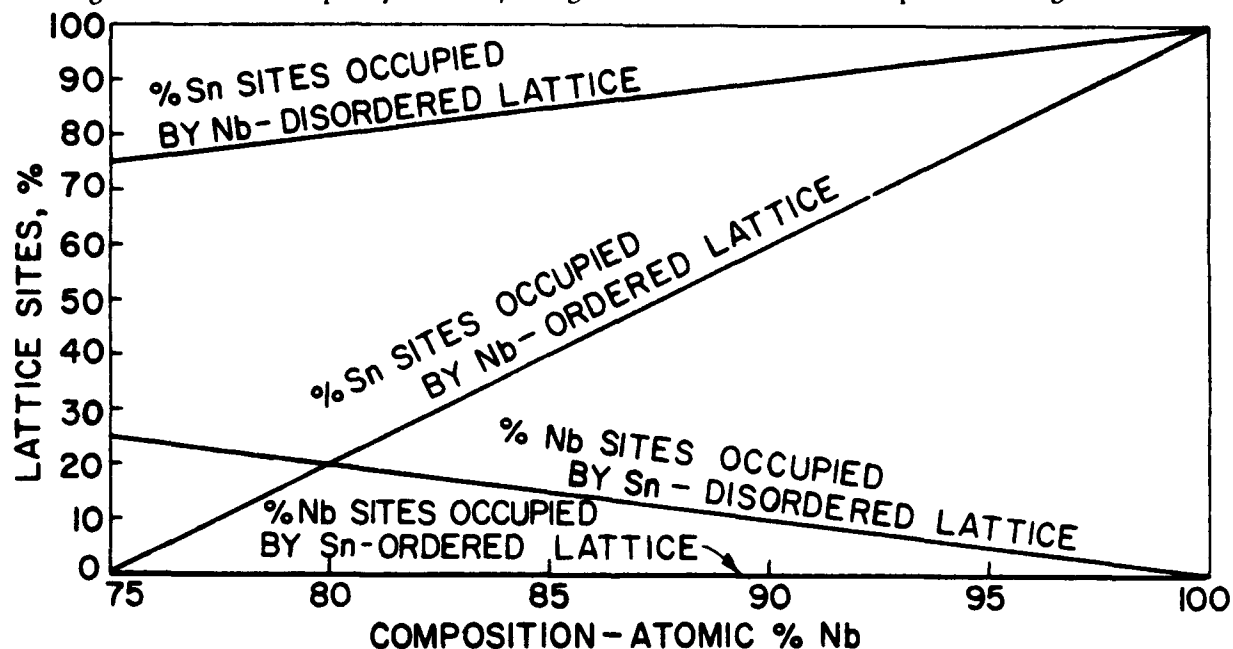 100
90
80
70
60
50
40
30
20
10
0
LATTICE SITES, %
% Sn SITES OCCUPIED
BY Nb - DISORDERED LATTICE
% Sn SITES OCCUPIED
BY Nb - ORDERED LATTICE
% Nb SITES OCCUPIED
BY Sn - DISORDERED LATTICE
% Nb SITES OCCUPIED
BY Sn-ORDERED LATTICE
75 80 85 90 95 100
COMPOSITION - ATOMIC % Nb